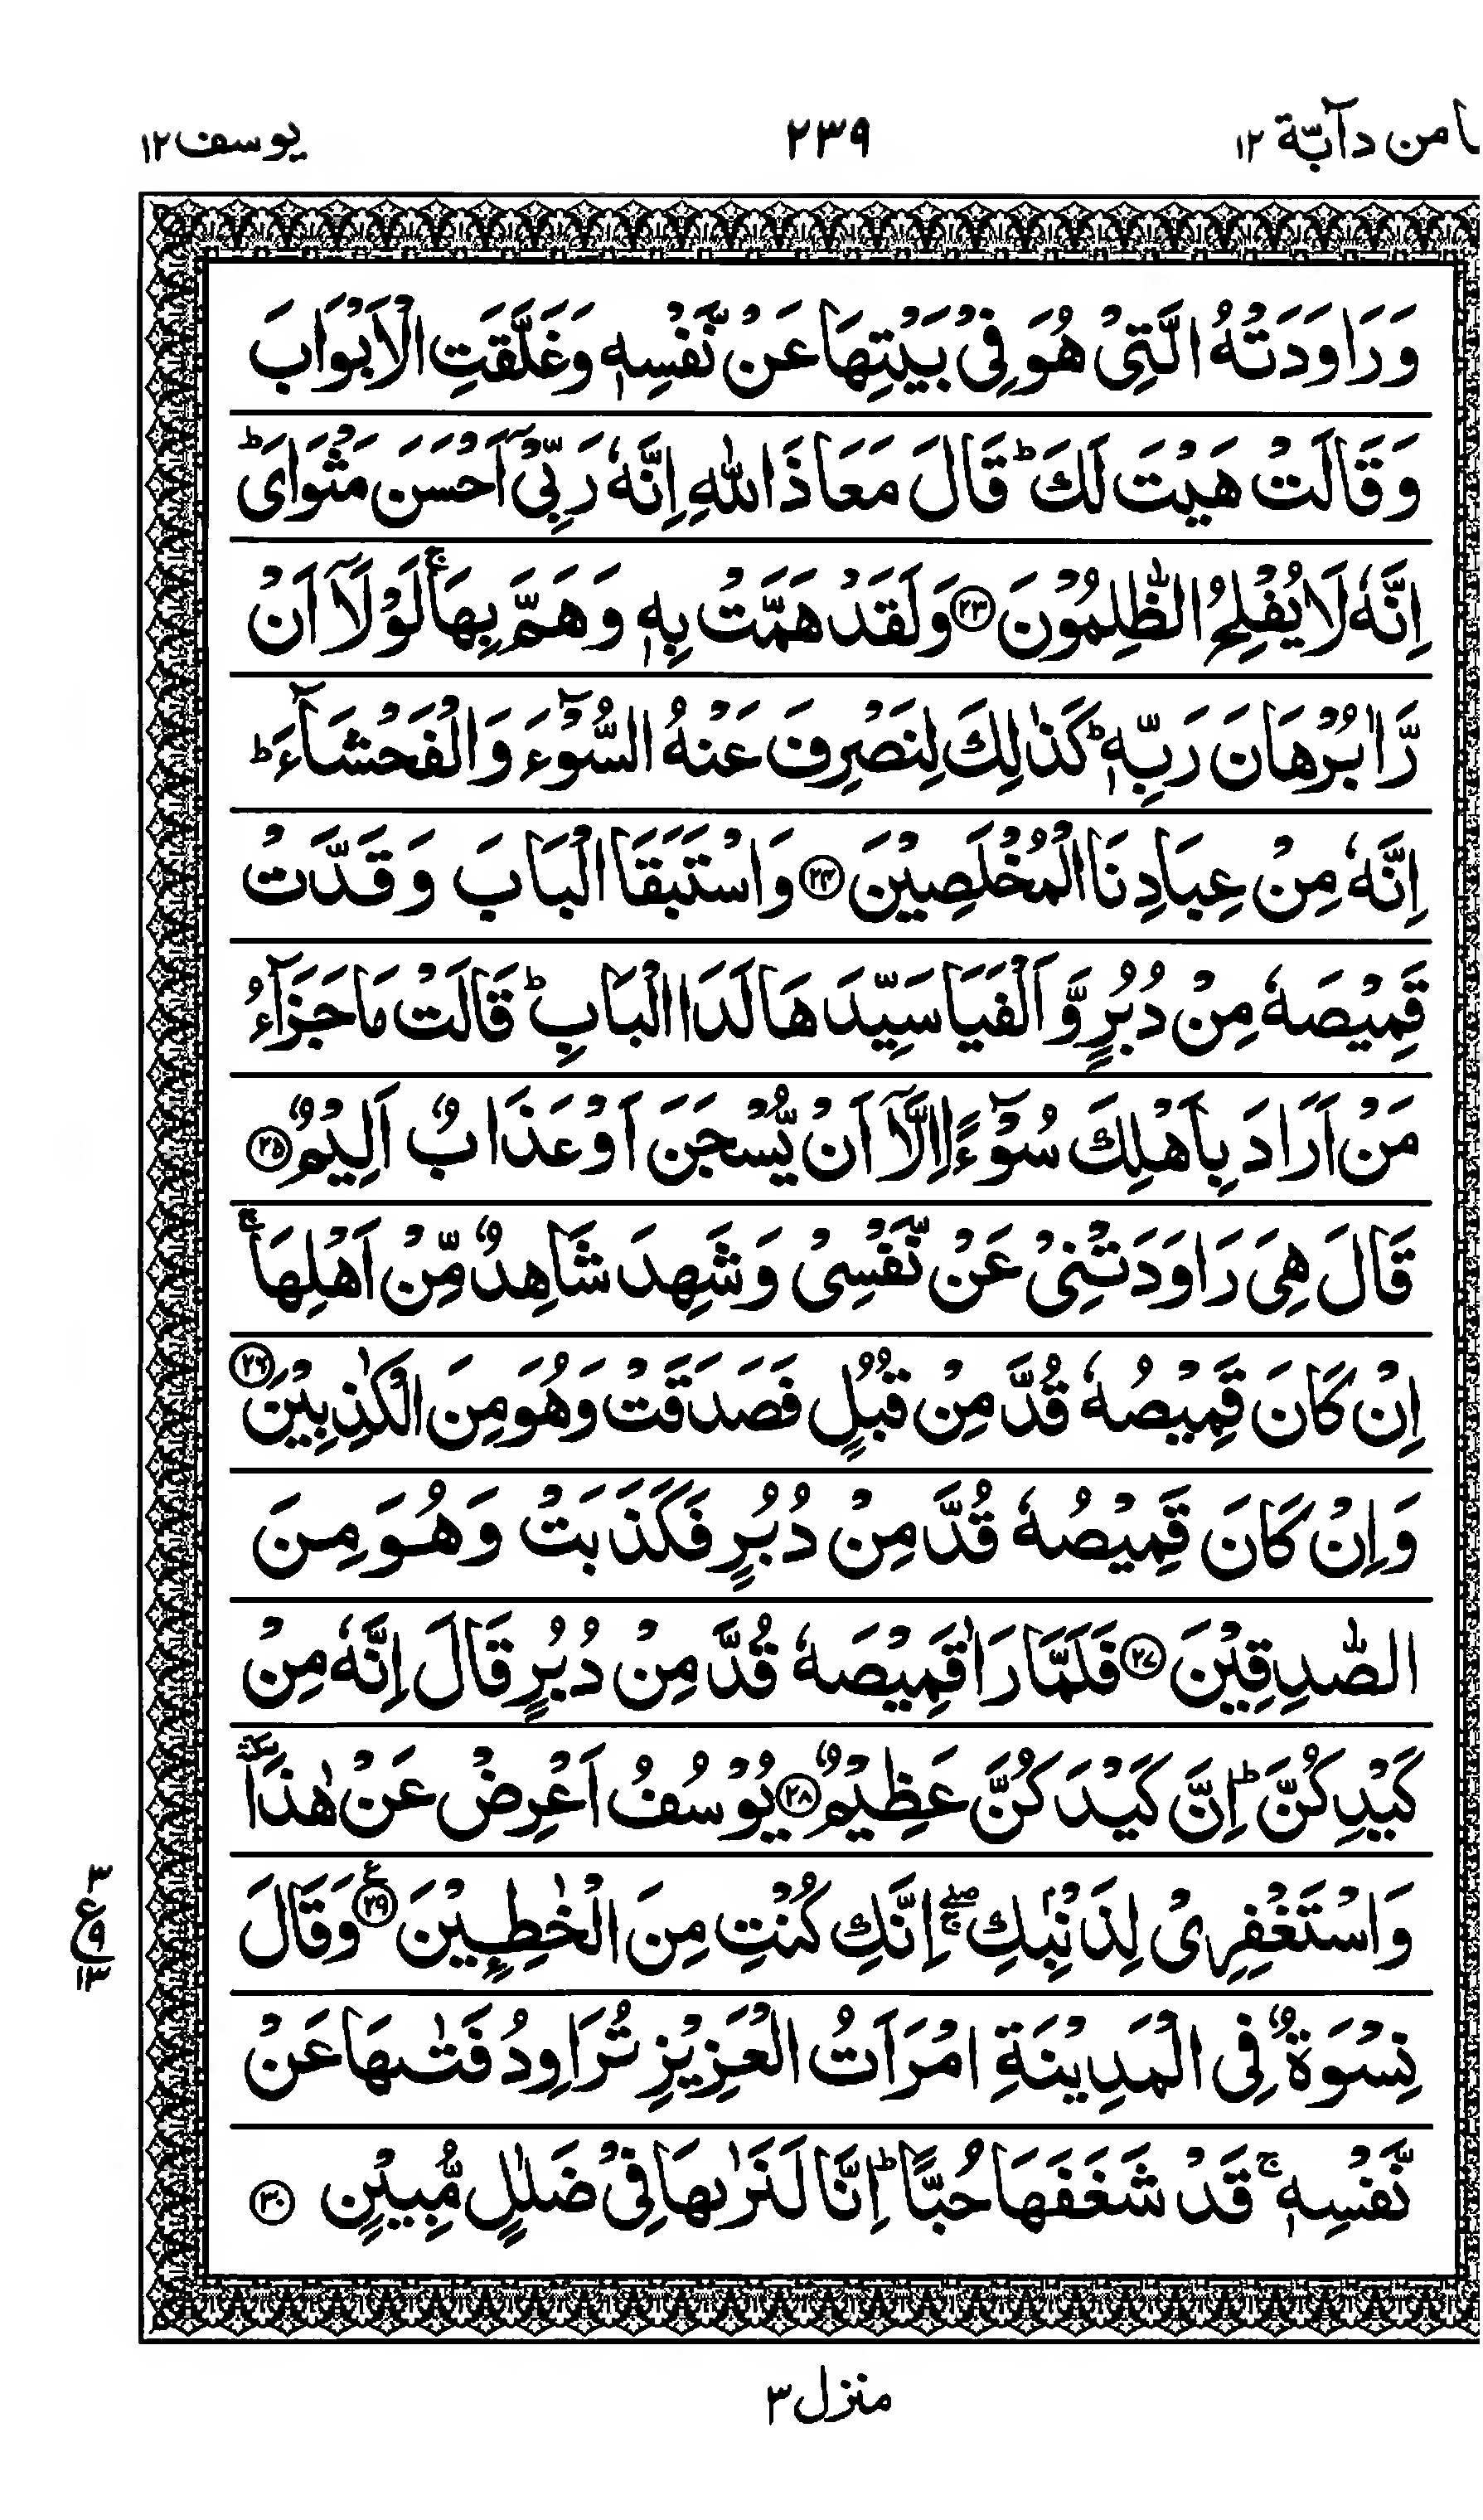 ا من دآبّة ١٢ ٢٣٩ يوسف ١٢
وَرَاوَدَتْهُ الَّتِىْ هُوَ فِىْ بَيْتِهَا عَنْ نَّفْسِهٖ وَغَلَّقَتِ الْاَبْوَابَ
وَقَالَتْ هَيْتَ لَكَ ؕ قَالَ مَعَاذَ اللّٰهِ اِنَّهٗ رَبِّىْۤ اَحْسَنَ مَثْوَاىَ ؕ
اِنَّهٗ لَا يُفْلِحُ الظّٰلِمُوْنَ ﴿٢٣﴾ وَلَقَدْ هَمَّتْ بِهٖ وَهَمَّ بِهَا ۚ لَوْلَاۤ اَنْ
رَّاٰ بُرْهَانَ رَبِّهٖ ؕ كَذٰلِكَ لِنَصْرِفَ عَنْهُ السُّوْٓءَ وَالْفَحْشَآءَ ؕ
اِنَّهٗ مِنْ عِبَادِنَا الْمُخْلَصِيْنَ ﴿٢٤﴾ وَاسْتَبَقَا الْبَابَ وَقَدَّتْ
قَمِيْصَهٗ مِنْ دُبُرٍ وَّاَلْفَيَا سَيِّدَهَا لَدَا الْبَابِ ؕ قَالَتْ مَا جَزَآءُ
مَنْ اَرَادَ بِاَهْلِكَ سُوْٓءًا اِلَّاۤ اَنْ يُّسْجَنَ اَوْ عَذَابٌ اَلِيْمٌ ﴿٢٥﴾
قَالَ هِىَ رَاوَدَتْنِىْ عَنْ نَّفْسِىْ وَشَهِدَ شَاهِدٌ مِّنْ اَهْلِهَا ۚ
اِنْ كَانَ قَمِيْصُهٗ قُدَّ مِنْ قُبُلٍ فَصَدَقَتْ وَهُوَ مِنَ الْكٰذِبِيْنَ ﴿٢٦﴾
وَاِنْ كَانَ قَمِيْصُهٗ قُدَّ مِنْ دُبُرٍ فَكَذَبَتْ وَهُوَ مِنَ
الصّٰدِقِيْنَ ﴿٢٧﴾ فَلَمَّا رَاٰ قَمِيْصَهٗ قُدَّ مِنْ دُبُرٍ قَالَ اِنَّهٗ مِنْ
كَيْدِكُنَّ ؕ اِنَّ كَيْدَكُنَّ عَظِيْمٌ ﴿٢٨﴾ يُوْسُفُ اَعْرِضْ عَنْ هٰذَا سكتة
وَاسْتَغْفِرِىْ لِذَنْۢبِكِ ۖۚ اِنَّكِ كُنْتِ مِنَ الْخٰطِـِٕيْنَ ﴿٢٩﴾ ع وَقَالَ
٣ ع ٩ ١٣
نِسْوَةٌ فِى الْمَدِيْنَةِ امْرَاَتُ الْعَزِيْزِ تُرَاوِدُ فَتٰىهَا عَنْ
نَّفْسِهٖ ۚ قَدْ شَغَفَهَا حُبًّا ؕ اِنَّا لَنَرٰىهَا فِىْ ضَلٰلٍ مُّبِيْنٍ ﴿٣٠﴾
منزل ٣